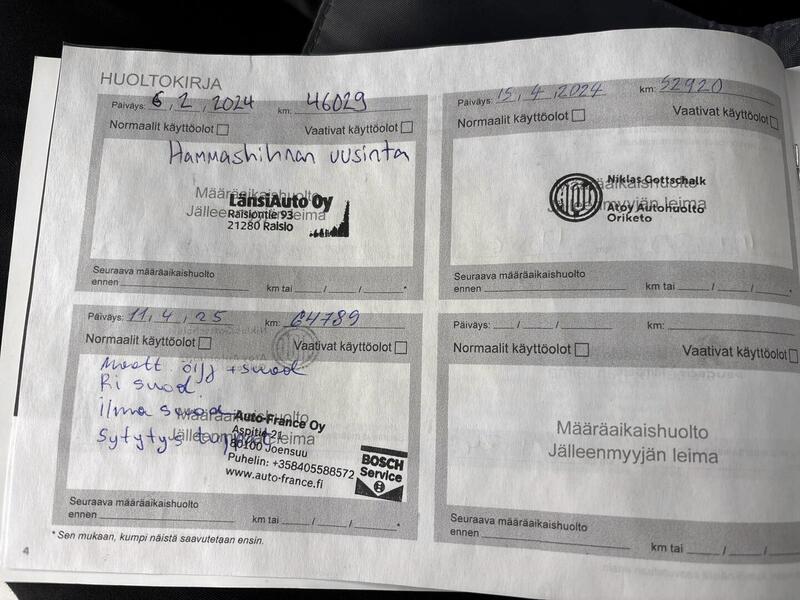 HUOLTOKIRJA
Päiväys: 6, 2, 2024 km: 46029
Normaalit käyttöolot Vaativat käyttöolot
Hammashihnan uusinta
Määräaikaishuolto
Jälleenmyyjän leima
LänsiAuto Oy
Raisiontie 93
21280 Raisio
Seuraava määräaikaishuolto
ennen km tai / / *
Päiväys: 15, 4, 2024 km: 52920
Normaalit käyttöolot Vaativat käyttöolot
Määräaikaishuolto
Jälleenmyyjän leima
Niklas Gottschalk
Atoy Autohuolto
Oriketo
Seuraava määräaikaishuolto
ennen km tai / /
Päiväys: 11, 4, 25 km: 64789
Normaalit käyttöolot Vaativat käyttöolot
moott. öljy + suod
Ri suod.
ilma suod
Sytytys tulpat
Määräaikaishuolto
Jälleenmyyjän leima
Auto-France Oy
Aspitie 21
80100 Joensuu
Puhelin: +358405588572
www.auto-france.fi
BOSCH
Service
Seuraava määräaikaishuolto
ennen km tai / / *
Päiväys: / / km:
Normaalit käyttöolot Vaativat käyttöolot
Määräaikaishuolto
Jälleenmyyjän leima
Seuraava määräaikaishuolto
ennen km tai / /
* Sen mukaan, kumpi näistä saavutetaan ensin.
4